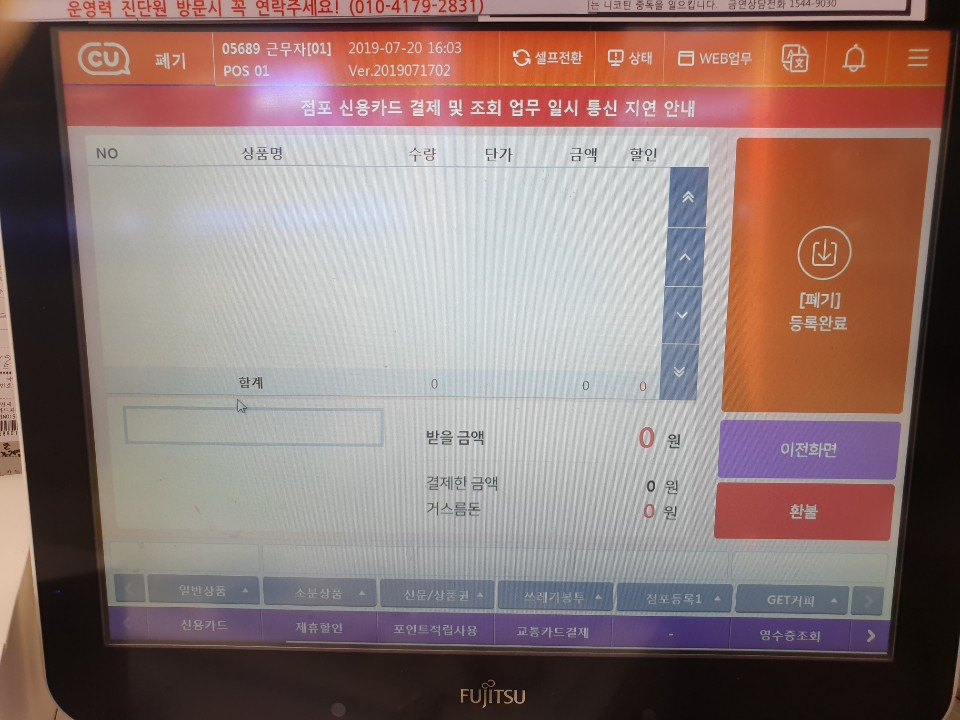 운영력 진단원 방문시 꼭 연락주세요! (010-4179-2831)
는 니코틴 중독을 일으킵니다. 금연상담전화 1544-9030
CU 폐기 05689 근무자[01] 2019-07-20 16:03 셀프전환 상태 WEB업무
POS 01 Ver.2019071702
점포 신용카드 결제 및 조회 업무 일시 통신 지연 안내
NO 상품명 수량 단가 금액 할인
[폐기]
등록완료
합계 0 0 0
받을 금액 0 원
이전화면
결제한 금액 0 원
거스름돈 0 원
환불
일반상품 소분상품 신문/상품권 쓰레기봉투 점포등록1 GET커피
신용카드 제휴할인 포인트적립사용 교통카드결제 - 영수증조회
FUJITSU